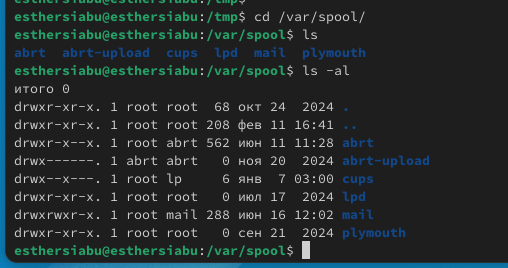 esthersiabu@esthersiabu:/tmp$
esthersiabu@esthersiabu:/tmp$ cd /var/spool/
esthersiabu@esthersiabu:/var/spool$ ls
abrt  abrt-upload  cups  lpd  mail  plymouth
esthersiabu@esthersiabu:/var/spool$ ls -al
итого 0
drwxr-xr-x. 1 root root  68 окт 24  2024 .
drwxr-xr-x. 1 root root 208 фев 11 16:41 ..
drwxr-x--x. 1 root abrt 562 июн 11 11:28 abrt
drwx------. 1 abrt abrt   0 ноя 20  2024 abrt-upload
drwx--x---. 1 root lp     6 янв  7 03:00 cups
drwxr-xr-x. 1 root root   0 июл 17  2024 lpd
drwxrwxr-x. 1 root mail 288 июн 16 12:02 mail
drwxr-xr-x. 1 root root   0 сен 21  2024 plymouth
esthersiabu@esthersiabu:/var/spool$